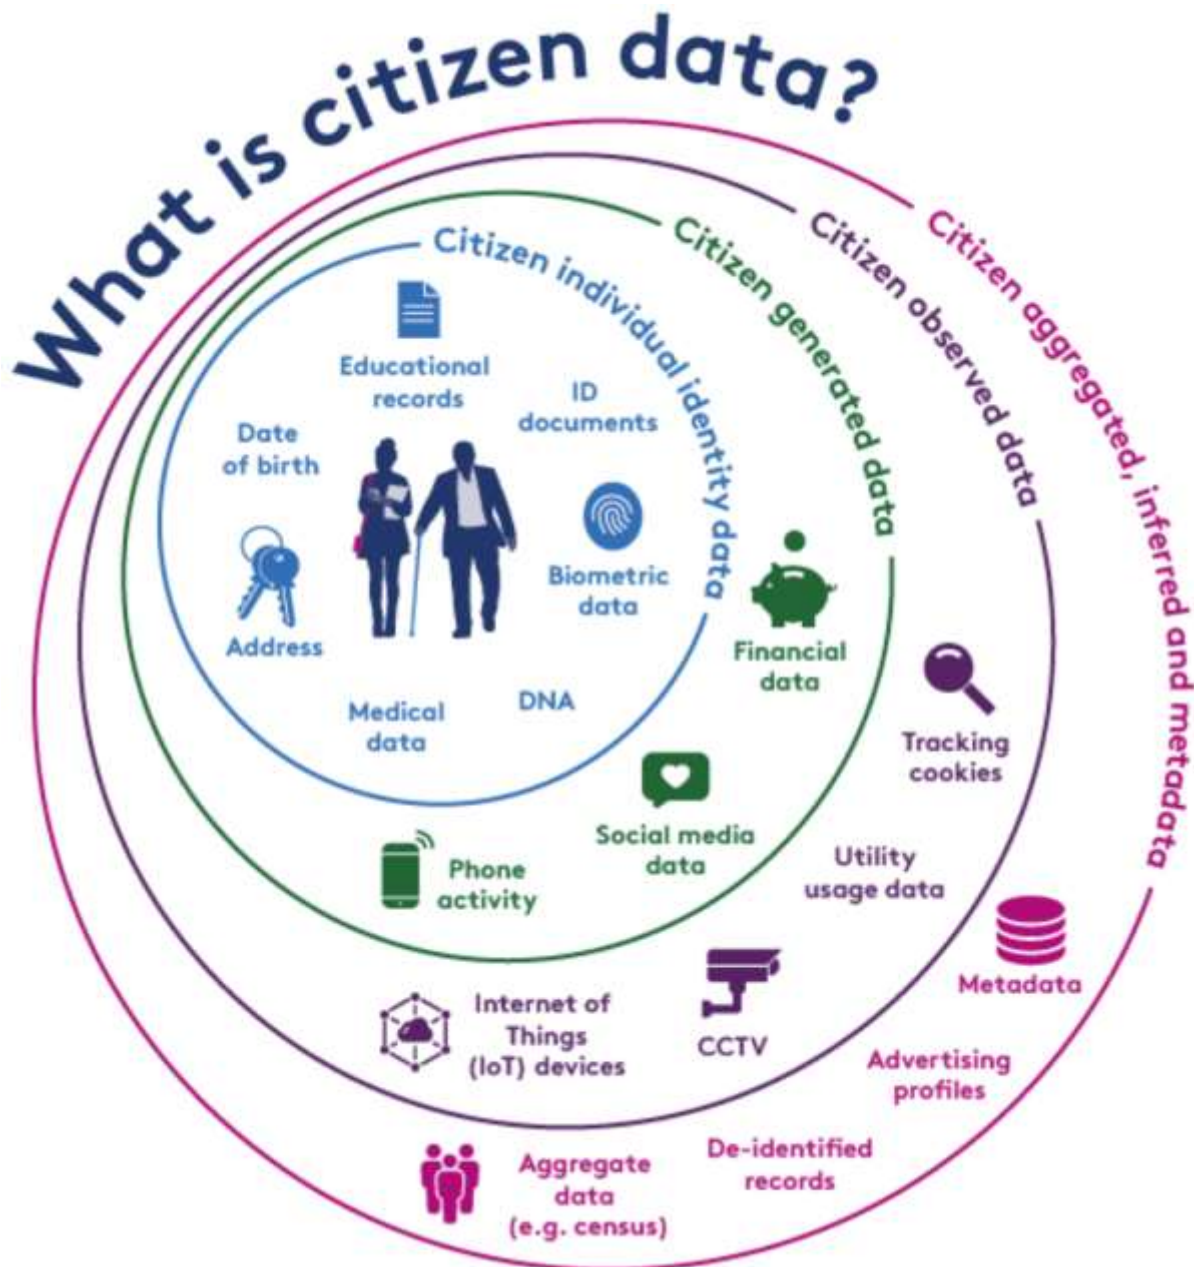 What is citizen data?
Citizen individual identity data
Educational
records
ID
documents
Date
of birth
Biometric
data
Address
Medical
data
DNA
Citizen generated data
Financial
data
Social media
data
Phone
activity
Citizen observed data
Tracking
cookies
Utility
usage data
CCTV
Internet of
Things
(IoT) devices
Citizen aggregated, inferred and metadata
Metadata
Advertising
profiles
De-identified
records
Aggregate
data
(e.g. census)